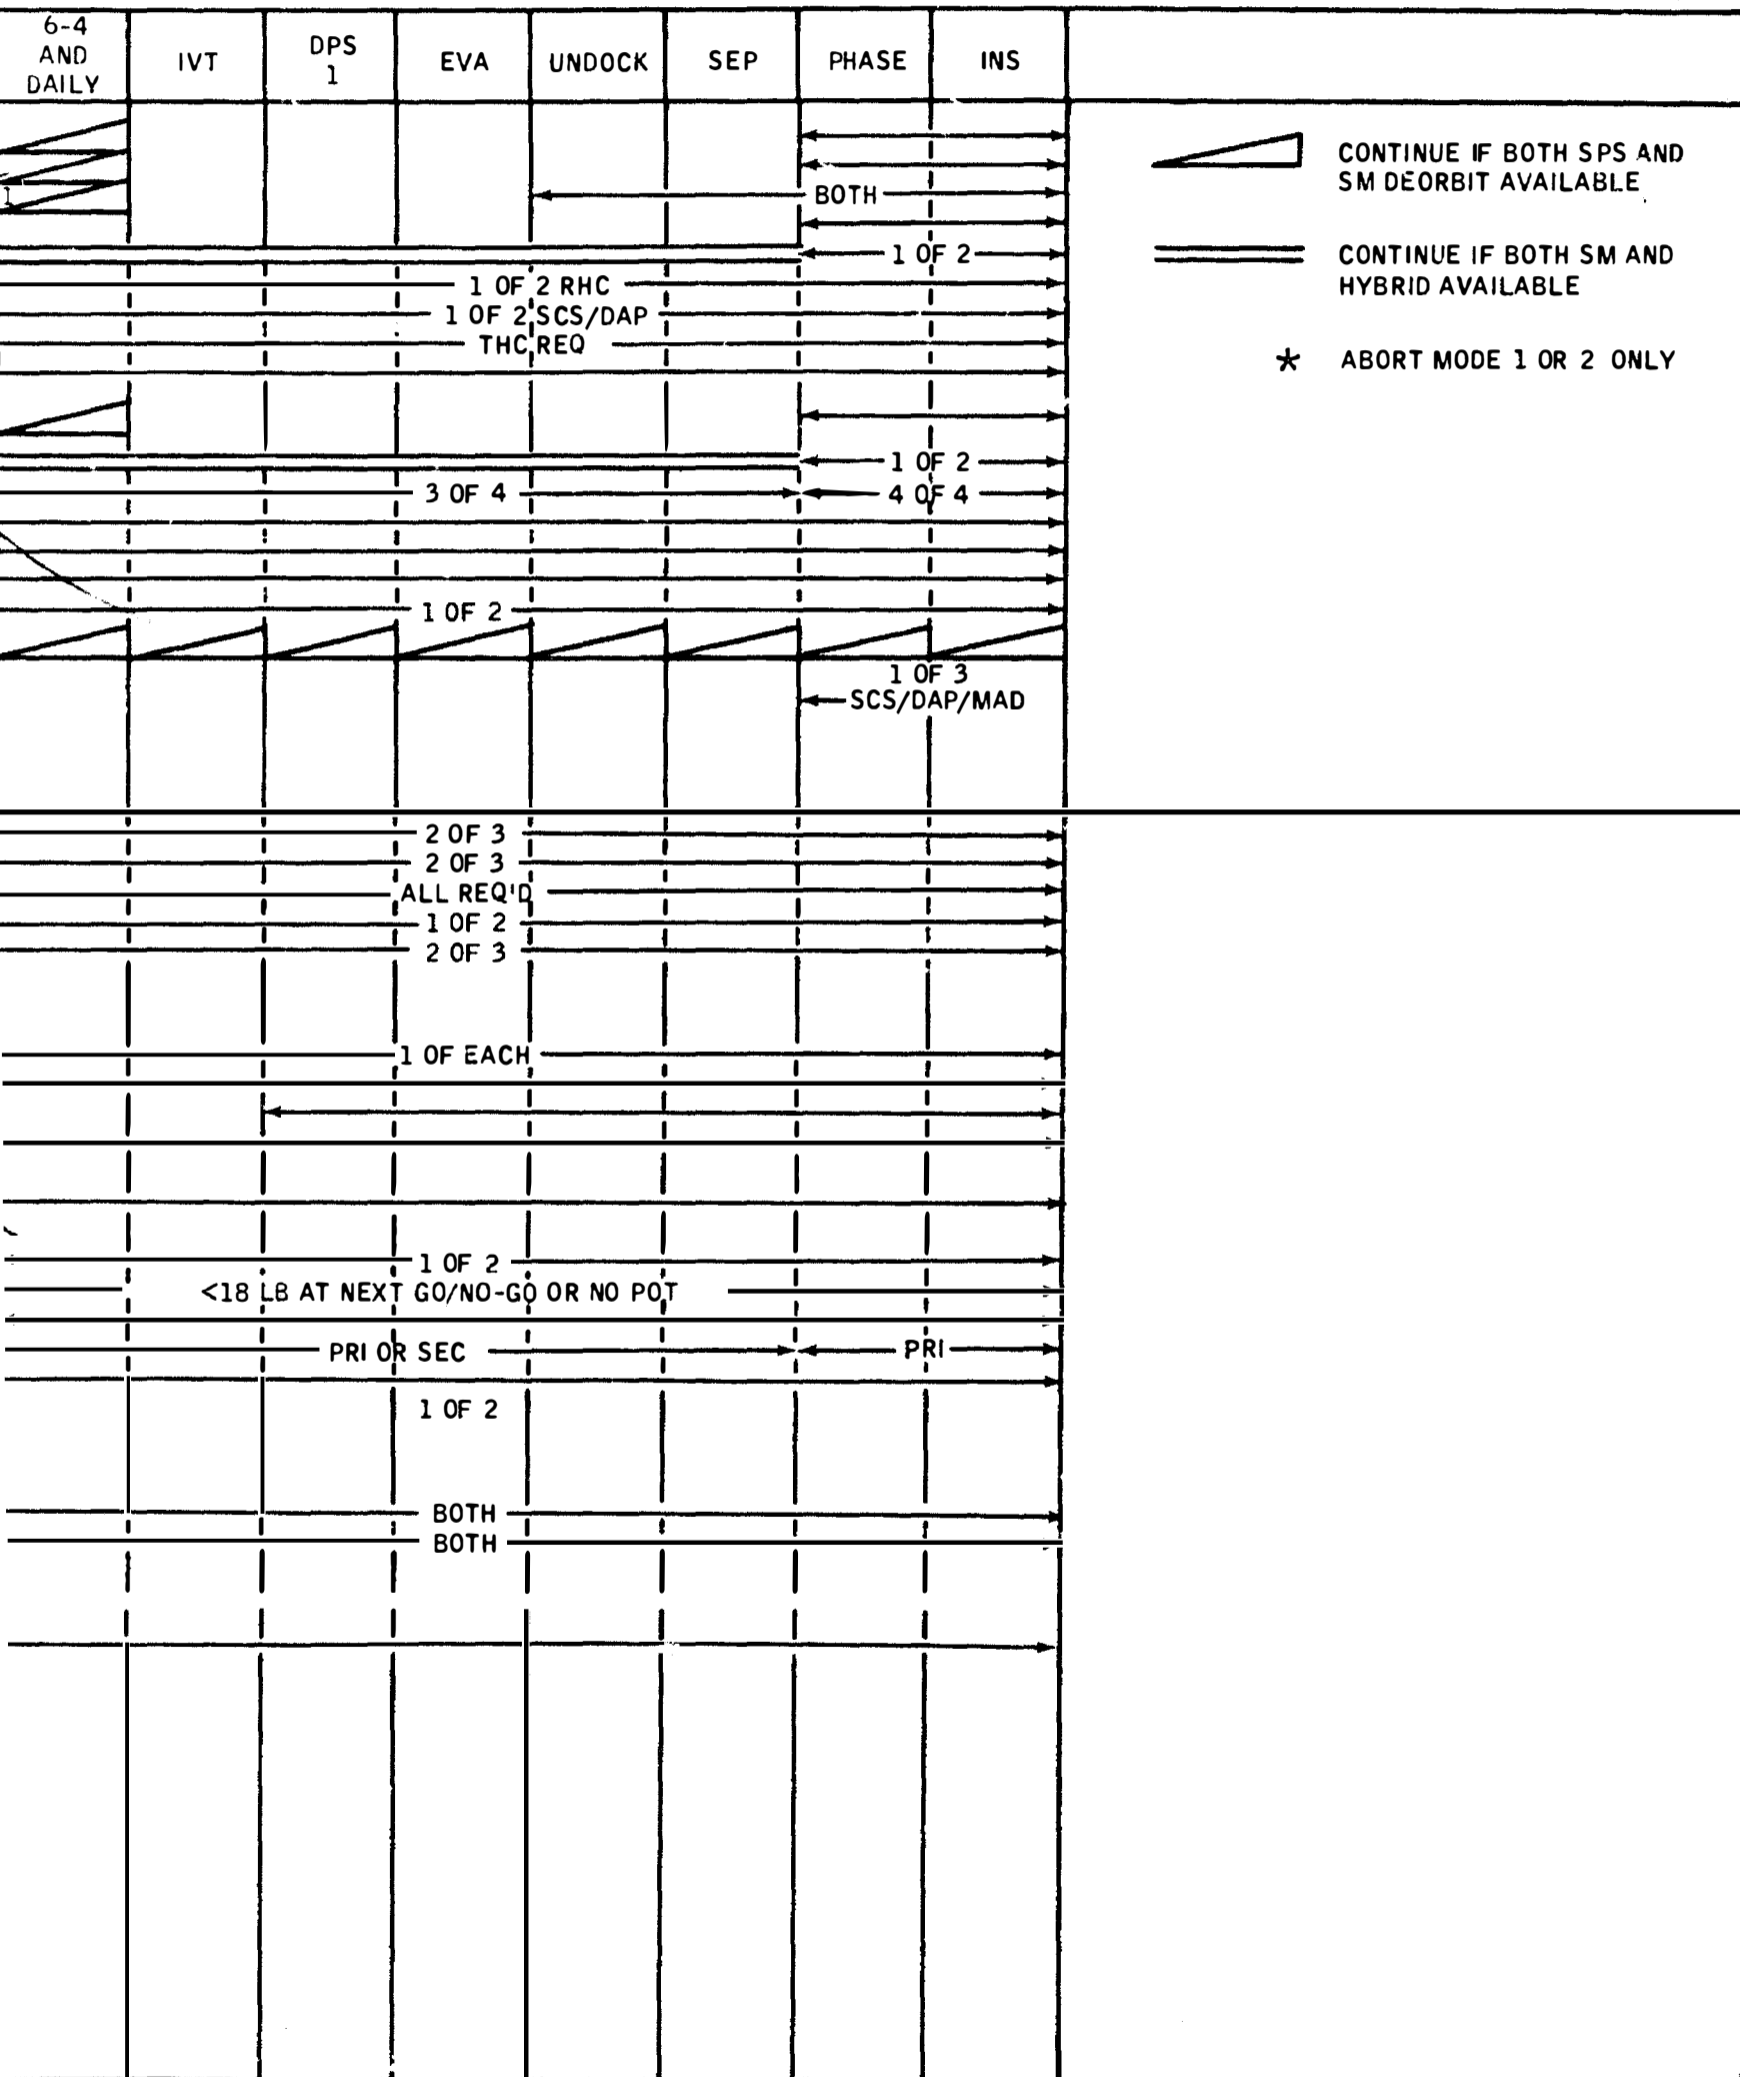 6-4
AND
DAILY
IVT
DPS
1
EVA
UNDOCK
SEP
PHASE
INS
CONTINUE IF BOTH SPS AND
SM DEORBIT AVAILABLE
BOTH
1 OF 2
CONTINUE IF BOTH SM AND
HYBRID AVAILABLE
1 OF 2 RHC
1 OF 2 SCS/DAP
THC REQ
* ABORT MODE 1 OR 2 ONLY
1 OF 2
3 OF 4
4 OF 4
1 OF 2
1 OF 3
SCS/DAP/MAD
2 OF 3
2 OF 3
ALL REQ'D
1 OF 2
2 OF 3
1 OF EACH
1 OF 2
<18 LB AT NEXT GO/NO-GO OR NO POT
PRI OR SEC
PRI
1 OF 2
BOTH
BOTH